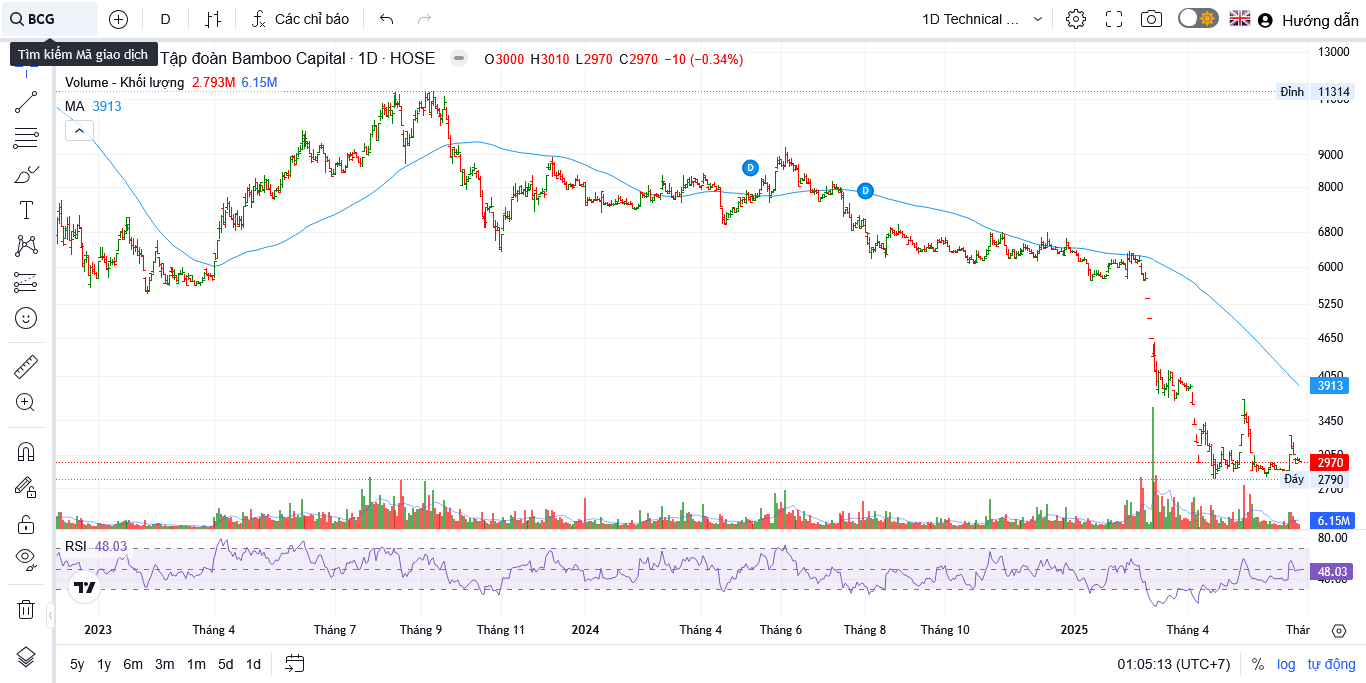 BCG
D
Các chỉ báo
1D Technical ...
Hướng dẫn
Tìm kiếm Mã giao dịch
Tập đoàn Bamboo Capital · 1D · HOSE
O3000 H3010 L2970 C2970 −10 (−0.34%)
Volume - Khối lượng 2.793M 6.15M
MA 3913
13000
Đỉnh 11314
11000
D
D
9000
8000
6800
6000
5250
4650
4050
3913
3450
3050
2970
Đáy 2790
2700
6.15M
RSI 48.03
80.00
48.03
40.00
2023 Tháng 4 Tháng 7 Tháng 9 Tháng 11 2024 Tháng 4 Tháng 6 Tháng 8 Tháng 10 2025 Tháng 4 Thár
5y 1y 6m 3m 1m 5d 1d
01:05:13 (UTC+7) % log tự động